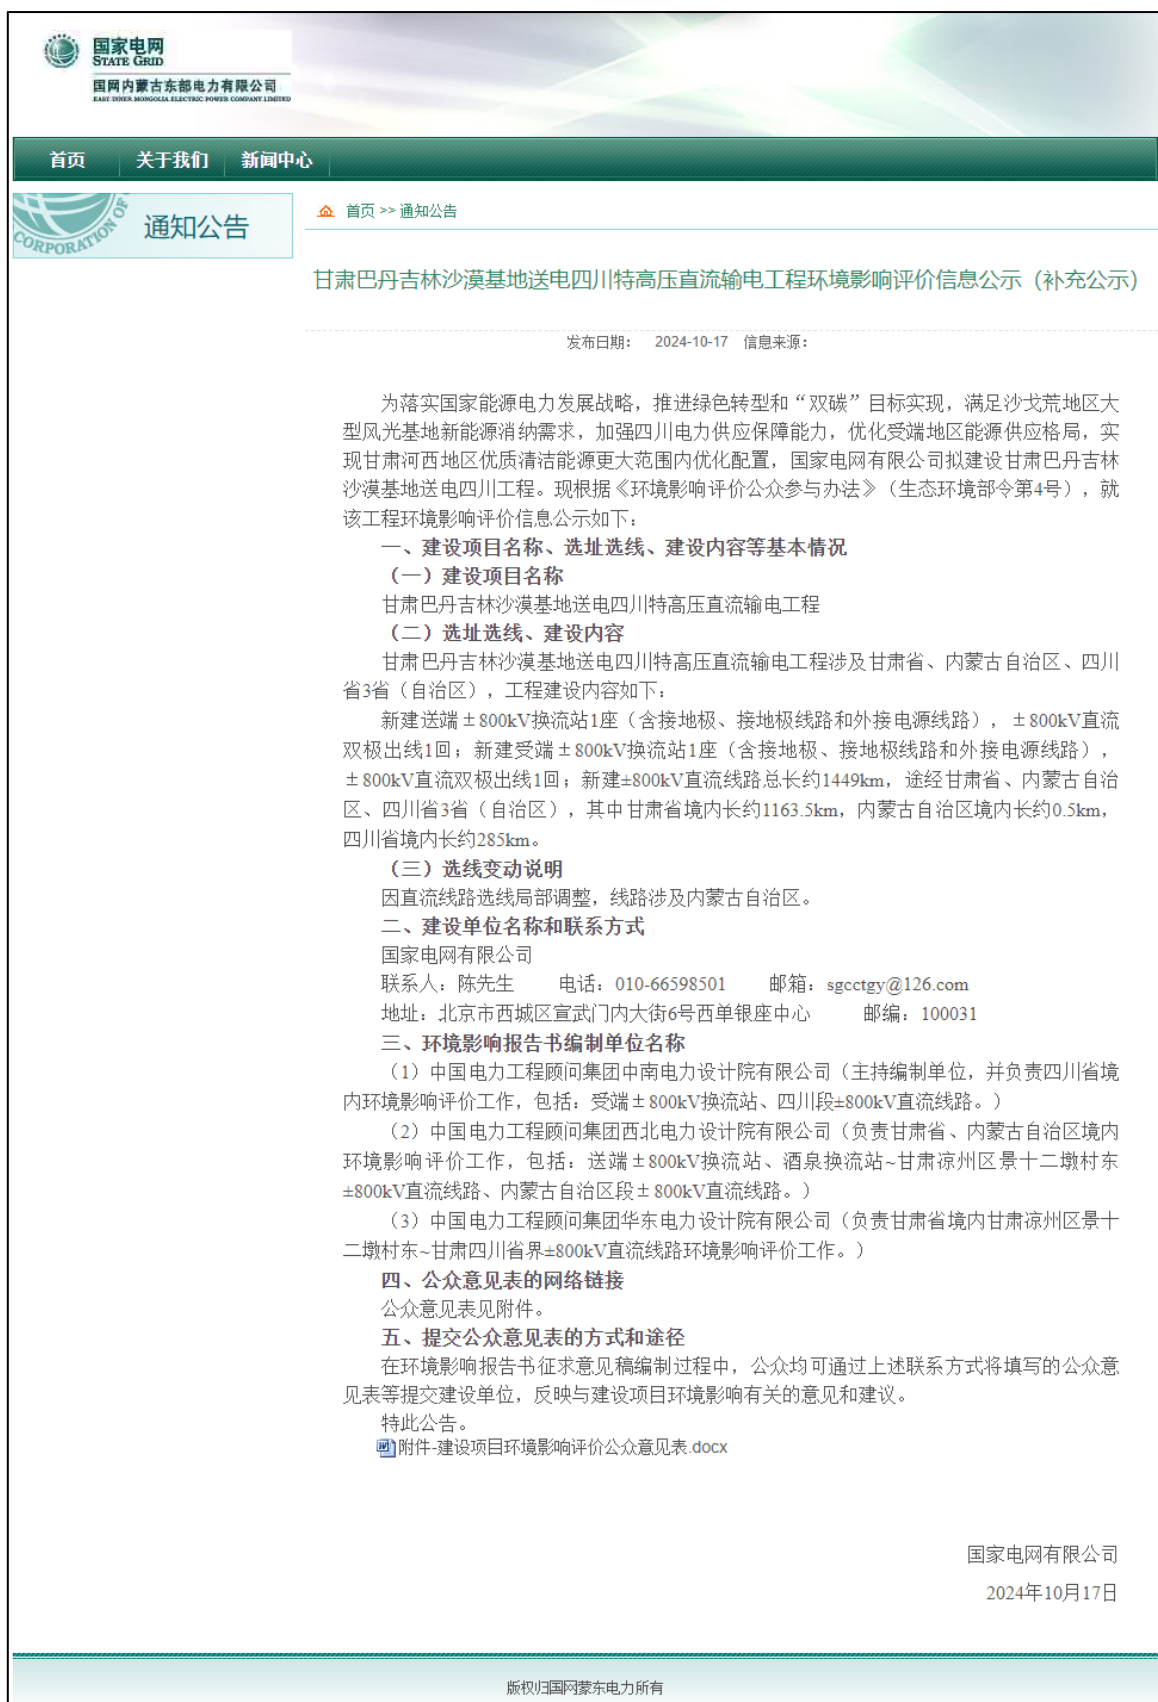 国家电网
STATE GRID
国网内蒙古东部电力有限公司
EAST INNER MONGOLIA ELECTRIC POWER COMPANY LIMITED
首页 关于我们 新闻中心
CORPORATION OF
通知公告
首页 >> 通知公告
甘肃巴丹吉林沙漠基地送电四川特高压直流输电工程环境影响评价信息公示（补充公示）
发布日期： 2024-10-17 信息来源：
为落实国家能源电力发展战略，推进绿色转型和“双碳”目标实现，满足沙戈荒地区大
型风光基地新能源消纳需求，加强四川电力供应保障能力，优化受端地区能源供应格局，实
现甘肃河西地区优质清洁能源更大范围内优化配置，国家电网有限公司拟建设甘肃巴丹吉林
沙漠基地送电四川工程。现根据《环境影响评价公众参与办法》（生态环境部令第4号），就
该工程环境影响评价信息公示如下：
一、建设项目名称、选址选线、建设内容等基本情况
（一）建设项目名称
甘肃巴丹吉林沙漠基地送电四川特高压直流输电工程
（二）选址选线、建设内容
甘肃巴丹吉林沙漠基地送电四川特高压直流输电工程涉及甘肃省、内蒙古自治区、四川
省3省（自治区），工程建设内容如下：
新建送端±800kV换流站1座（含接地极、接地极线路和外接电源线路），±800kV直流
双极出线1回；新建受端±800kV换流站1座（含接地极、接地极线路和外接电源线路），
±800kV直流双极出线1回；新建±800kV直流线路总长约1449km，途经甘肃省、内蒙古自治
区、四川省3省（自治区），其中甘肃省境内长约1163.5km，内蒙古自治区境内长约0.5km，
四川省境内长约285km。
（三）选线变动说明
因直流线路选线局部调整，线路涉及内蒙古自治区。
二、建设单位名称和联系方式
国家电网有限公司
联系人：陈先生 电话：010-66598501 邮箱：sgcctgy@126.com
地址：北京市西城区宣武门内大街6号西单银座中心 邮编：100031
三、环境影响报告书编制单位名称
（1）中国电力工程顾问集团中南电力设计院有限公司（主持编制单位，并负责四川省境
内环境影响评价工作，包括：受端±800kV换流站、四川段±800kV直流线路。）
（2）中国电力工程顾问集团西北电力设计院有限公司（负责甘肃省、内蒙古自治区境内
环境影响评价工作，包括：送端±800kV换流站、酒泉换流站~甘肃凉州区景十二墩村东
±800kV直流线路、内蒙古自治区段±800kV直流线路。）
（3）中国电力工程顾问集团华东电力设计院有限公司（负责甘肃省境内甘肃凉州区景十
二墩村东~甘肃四川省界±800kV直流线路环境影响评价工作。）
四、公众意见表的网络链接
公众意见表见附件。
五、提交公众意见表的方式和途径
在环境影响报告书征求意见稿编制过程中，公众均可通过上述联系方式将填写的公众意
见表等提交建设单位，反映与建设项目环境影响有关的意见和建议。
特此公告。
附件-建设项目环境影响评价公众意见表.docx
国家电网有限公司
2024年10月17日
版权归国网蒙东电力所有